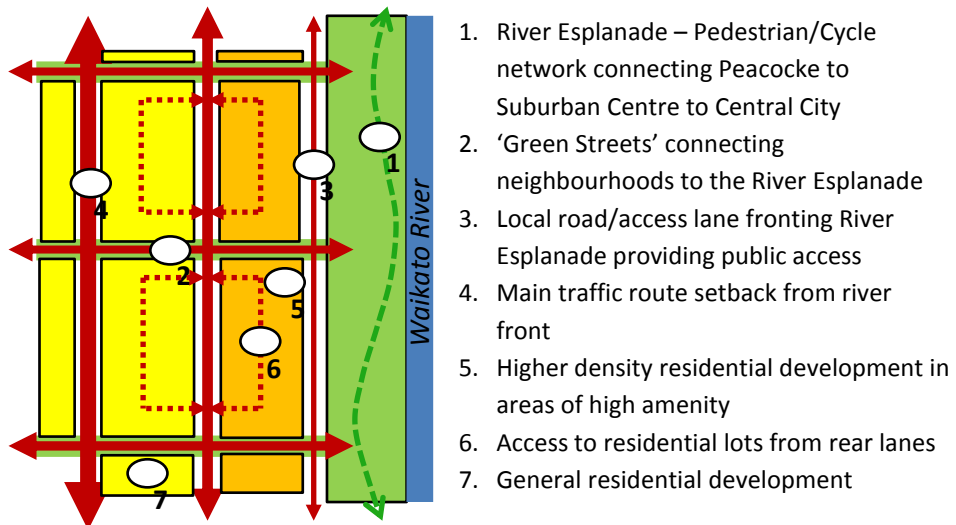 1
3
4
2
5
6
7
Waikato River
1. River Esplanade – Pedestrian/Cycle
network connecting Peacocke to
Suburban Centre to Central City
2. ‘Green Streets’ connecting
neighbourhoods to the River Esplanade
3. Local road/access lane fronting River
Esplanade providing public access
4. Main traffic route setback from river
front
5. Higher density residential development in
areas of high amenity
6. Access to residential lots from rear lanes
7. General residential development